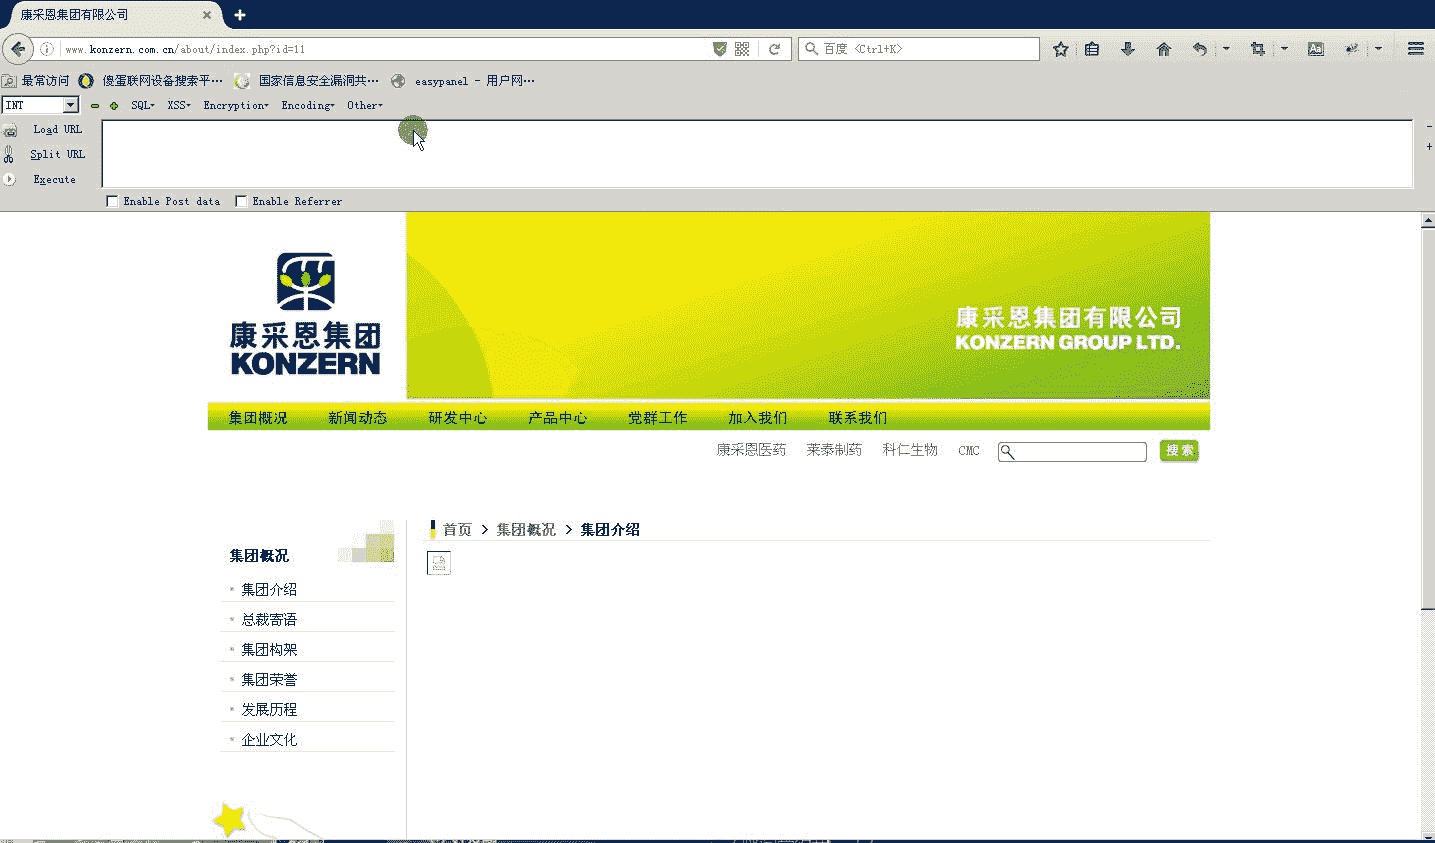 康采恩集团有限公司
www.konzern.com.cn/about/index.php?id=11
百度 <Ctrl+K>
最常访问 傻蛋联网设备搜索平… 国家信息安全漏洞共… easypanel - 用户网…
INT SQL XSS Encryption Encoding Other
Load URL
Split URL
Execute
Enable Post data Enable Referrer
康采恩集团
KONZERN
康采恩集团有限公司
KONZERN GROUP LTD.
集团概况 新闻动态 研发中心 产品中心 党群工作 加入我们 联系我们
康采恩医药 莱泰制药 科仁生物 CMC 搜索
首页 > 集团概况 > 集团介绍
集团概况
集团介绍
总裁寄语
集团构架
集团荣誉
发展历程
企业文化